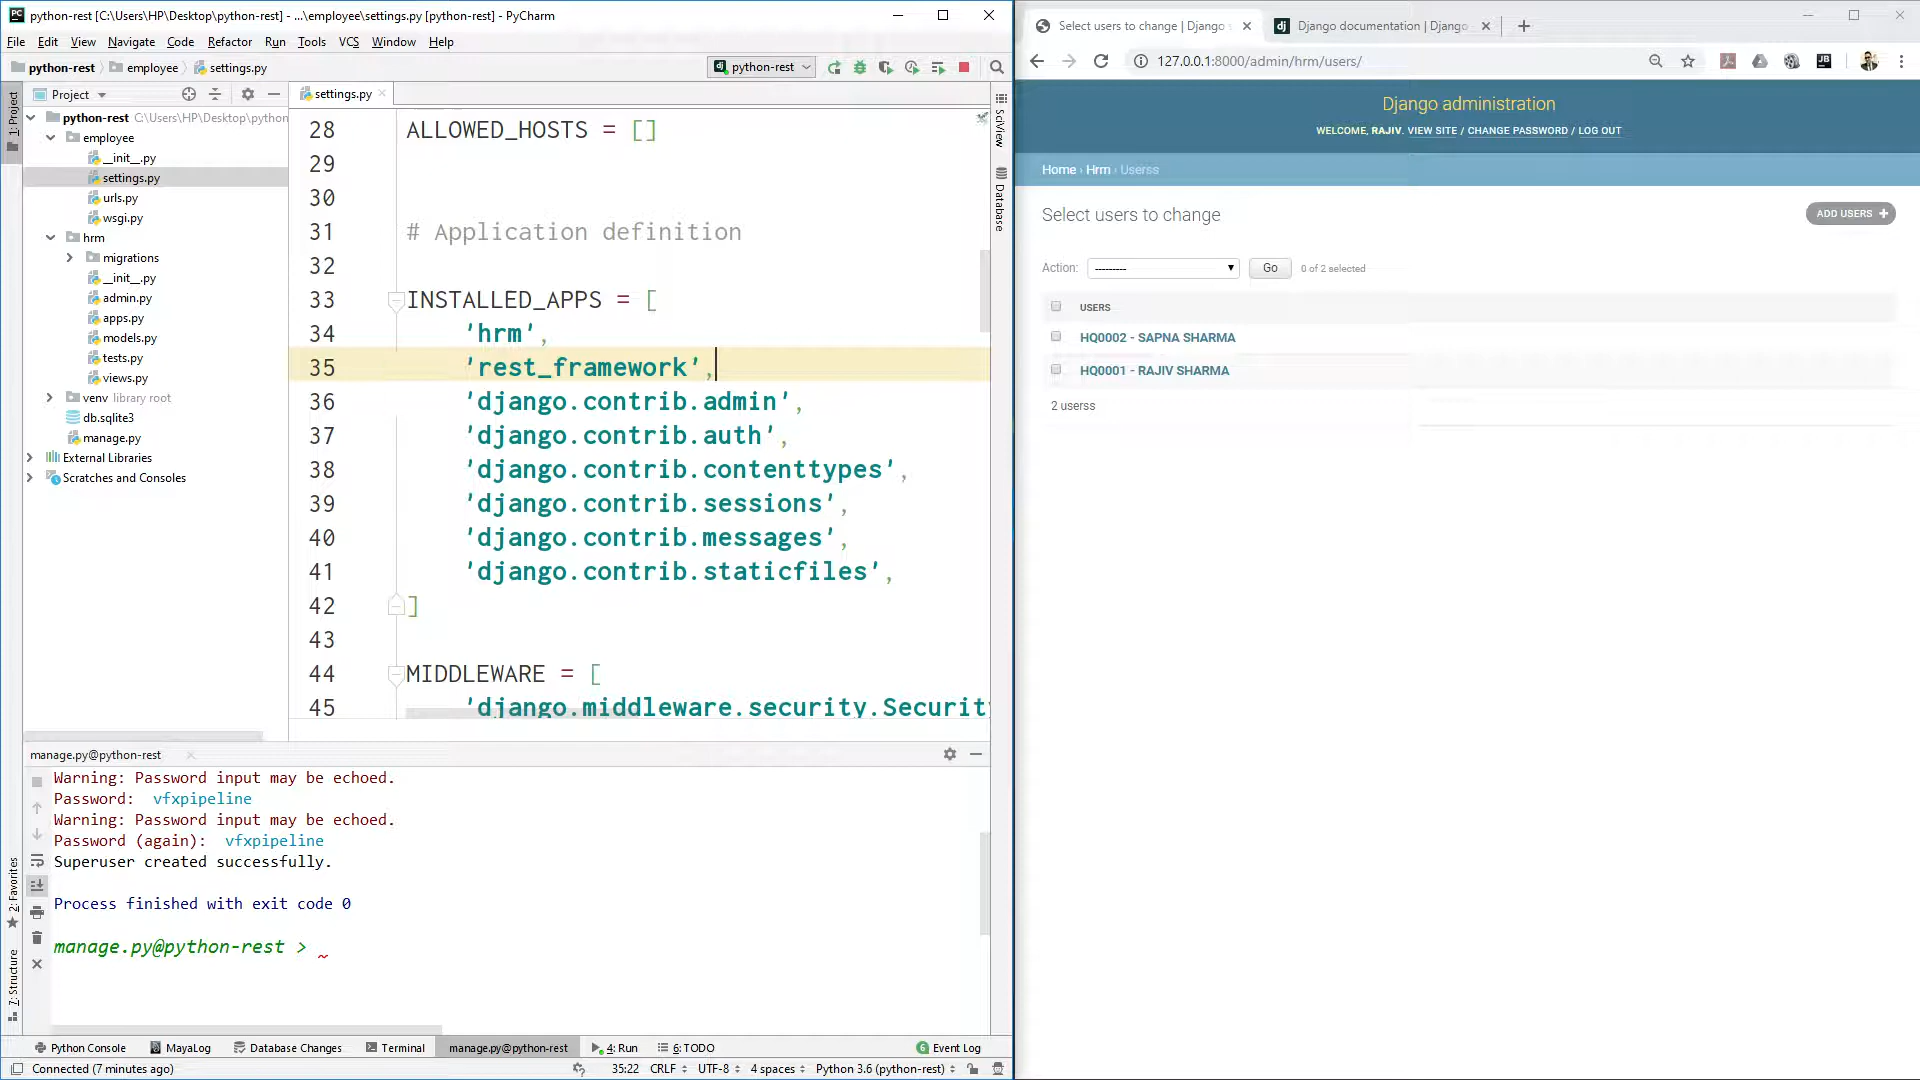 python-rest [C:\Users\HP\Desktop\python-rest] - ...\employee\settings.py [python-rest] - PyCharm
File Edit View Navigate Code Refactor Run Tools VCS Window Help
python-rest employee settings.py
python-rest
1: Project
Project
python-rest C:\Users\HP\Desktop\python
employee
__init__.py
settings.py
urls.py
wsgi.py
hrm
migrations
__init__.py
admin.py
apps.py
models.py
tests.py
views.py
venv library root
db.sqlite3
manage.py
External Libraries
Scratches and Consoles
settings.py
28 ALLOWED_HOSTS = []
29
30
31 # Application definition
32
33 INSTALLED_APPS = [
34 'hrm',
35 'rest_framework',
36 'django.contrib.admin',
37 'django.contrib.auth',
38 'django.contrib.contenttypes',
39 'django.contrib.sessions',
40 'django.contrib.messages',
41 'django.contrib.staticfiles',
42 ]
43
44 MIDDLEWARE = [
45 'django.middleware.security.Securit
SciView
Database
manage.py@python-rest
Warning: Password input may be echoed.
Password: vfxpipeline
Warning: Password input may be echoed.
Password (again): vfxpipeline
Superuser created successfully.
Process finished with exit code 0
manage.py@python-rest > ~
2: Favorites
7: Structure
Python Console MayaLog Database Changes Terminal manage.py@python-rest 4: Run 6: TODO 6 Event Log
Connected (7 minutes ago) 35:22 CRLF UTF-8 4 spaces Python 3.6 (python-rest)
Select users to change | Django s
Django documentation | Django
127.0.0.1:8000/admin/hrm/users/
Django administration
WELCOME, RAJIV. VIEW SITE / CHANGE PASSWORD / LOG OUT
Home › Hrm › Userss
Select users to change
ADD USERS +
Action: --------- Go 0 of 2 selected
USERS
HQ0002 - SAPNA SHARMA
HQ0001 - RAJIV SHARMA
2 userss